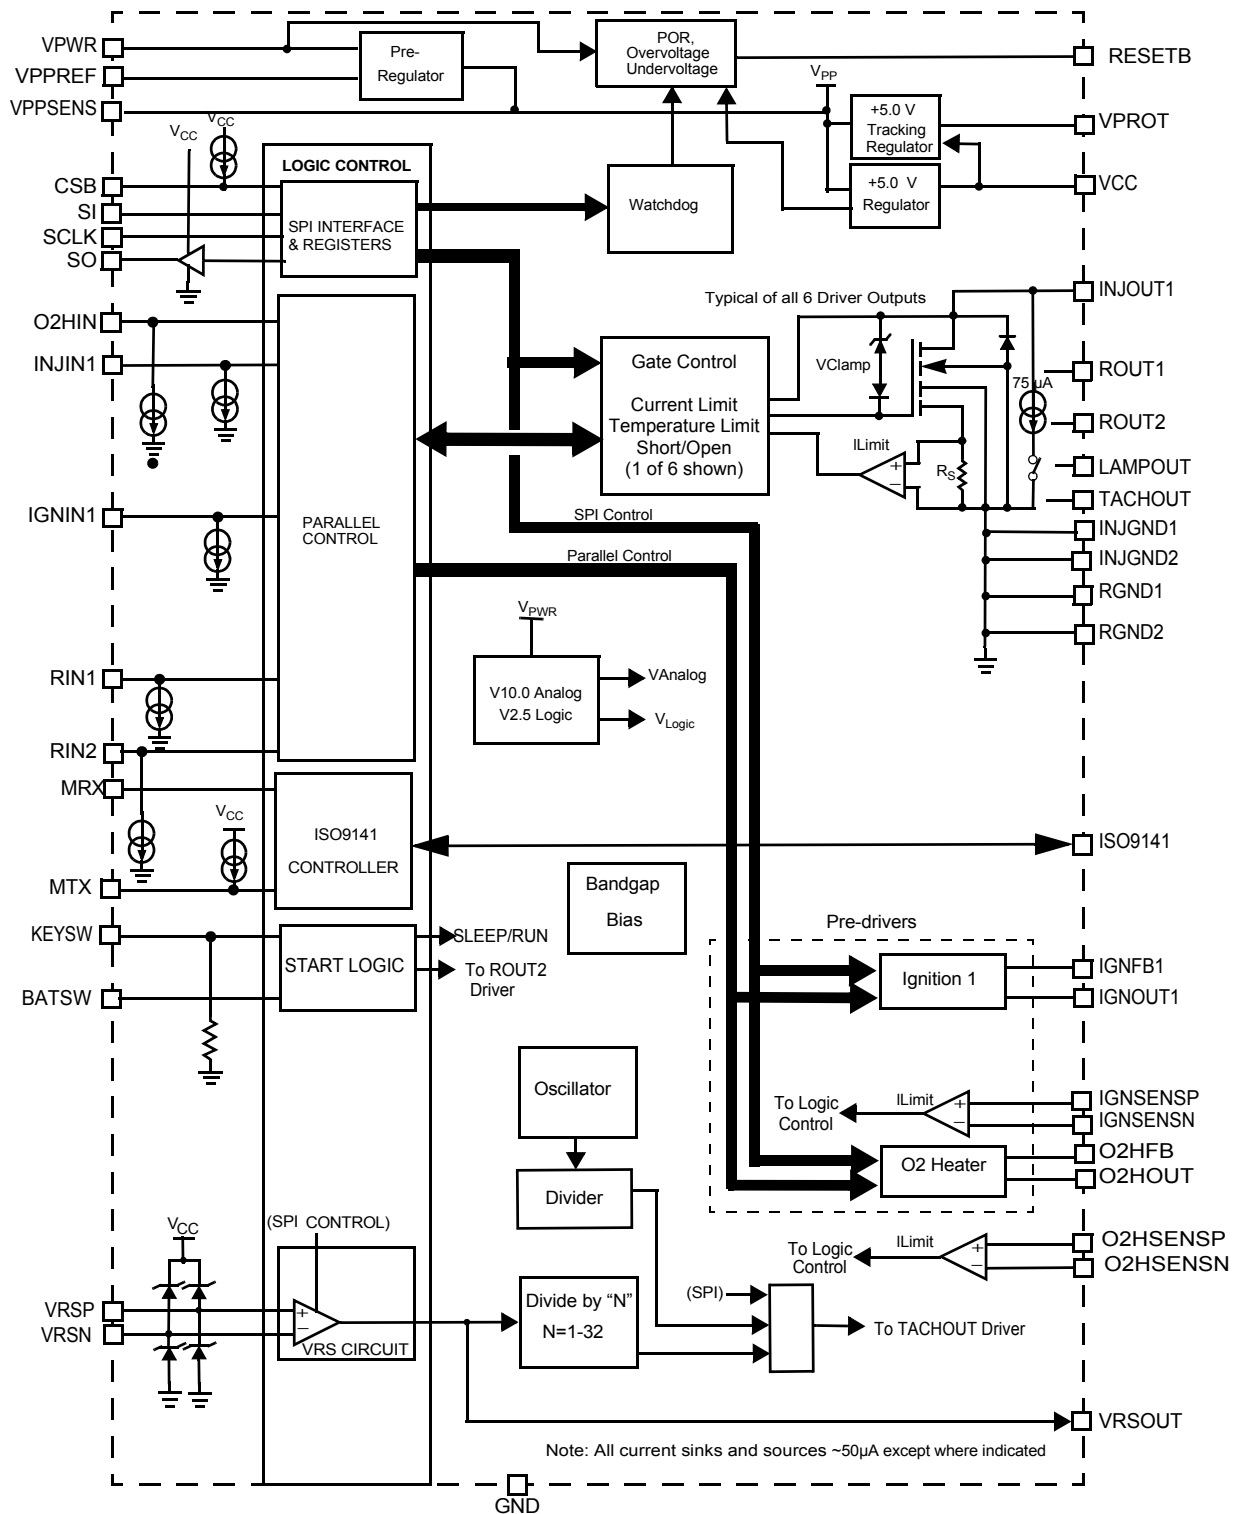 VPWR
VPPREF
VPPSENS
Pre-
Regulator
POR,
Overvoltage
Undervoltage
RESETB
VPP
+5.0 V
Tracking
Regulator
VPROT
+5.0 V
Regulator
VCC
VCC
VCC
LOGIC CONTROL
CSB
SI
SCLK
SO
SPI INTERFACE
& REGISTERS
Watchdog
O2HIN
INJIN1
IGNIN1
RIN1
RIN2
PARALLEL
CONTROL
Typical of all 6 Driver Outputs
Gate Control
Current Limit
Temperature Limit
Short/Open
(1 of 6 shown)
VClamp
ILimit
+
−
RS
75 µA
INJOUT1
ROUT1
ROUT2
LAMPOUT
TACHOUT
INJGND1
INJGND2
RGND1
RGND2
SPI Control
Parallel Control
VPWR
V10.0 Analog
V2.5 Logic
VAnalog
VLogic
MRX
VCC
MTX
ISO9141
CONTROLLER
ISO9141
Bandgap
Bias
KEYSW
BATSW
START LOGIC
SLEEP/RUN
To ROUT2
Driver
Pre-drivers
Ignition 1
IGNFB1
IGNOUT1
Oscillator
Divider
To Logic
Control
ILimit
+
−
IGNSENSP
IGNSENSN
O2 Heater
O2HFB
O2HOUT
To Logic
Control
ILimit
+
−
O2HSENSP
O2HSENSN
VCC
(SPI CONTROL)
VRSP
VRSN
+
−
VRS CIRCUIT
Divide by “N”
N=1-32
(SPI)
To TACHOUT Driver
VRSOUT
Note: All current sinks and sources ~50µA except where indicated
GND